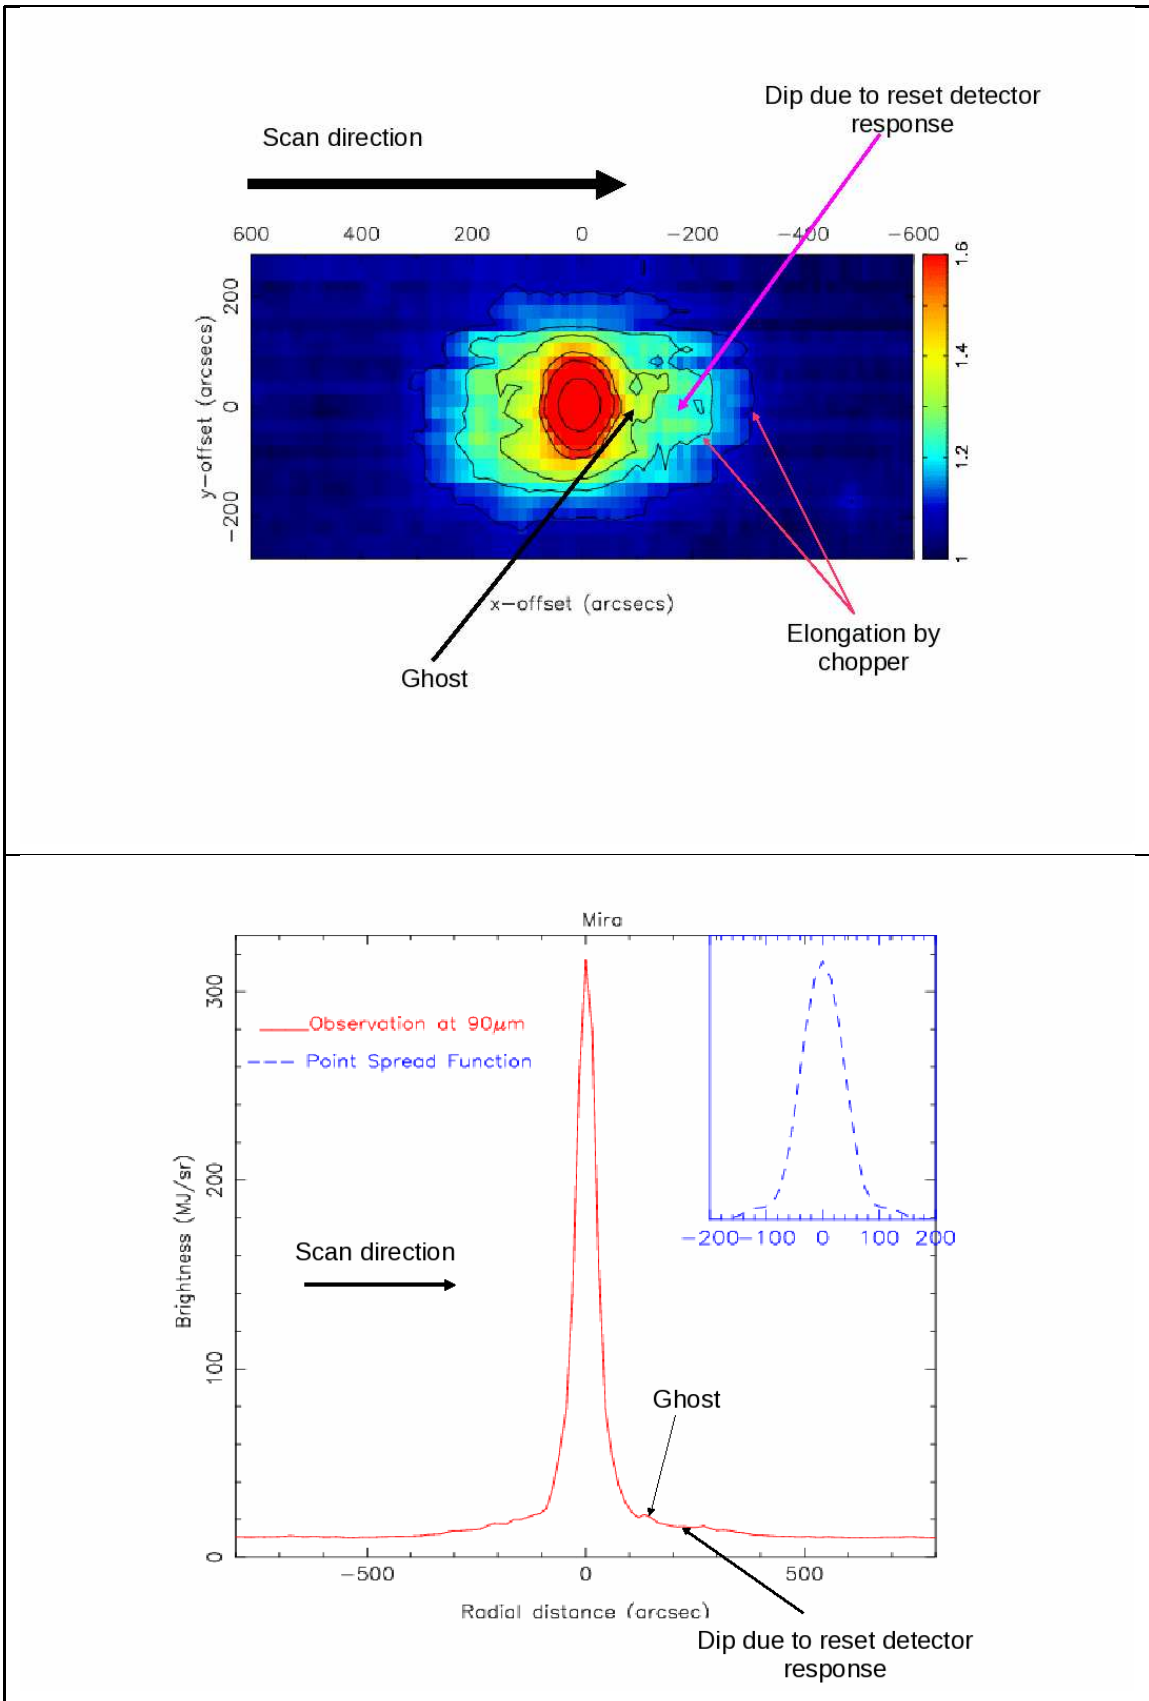 Dip due to reset detector
response
Scan direction
600 400 200 0 −200 −400 −600
y−offset (arcsecs)
200
0
−200
1.6
1.4
1.2
1
x−offset (arcsecs)
Elongation by
chopper
Ghost
Mira
Observation at 90μm
Point Spread Function
Brightness (MJ/sr)
300
200
100
0
−200 −100 0 100 200
Scan direction
Ghost
−500 0 500
Radial distance (arcsec)
Dip due to reset detector
response